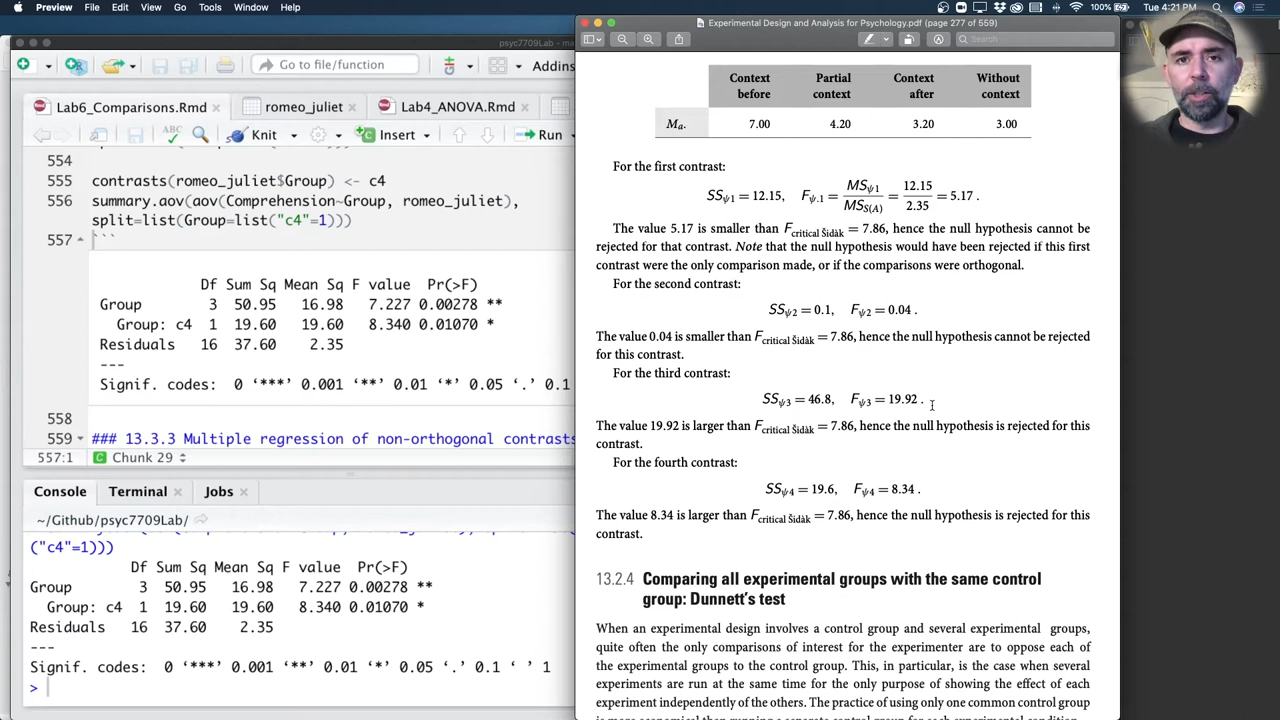 Preview File Edit View Go Tools Window Help
100% Tue 4:21 PM
psyc7709Lab - ma
Go to file/function
Addins
Lab6_Comparisons.Rmd
romeo_juliet
Lab4_ANOVA.Rmd
ABC
Knit
Insert
Run
554
555 contrasts(romeo_juliet$Group) <- c4
556 summary.aov(aov(Comprehension~Group, romeo_juliet),
split=list(Group=list("c4"=1)))
557 ```
Df Sum Sq Mean Sq F value Pr(>F)
Group 3 50.95 16.98 7.227 0.00278 **
Group: c4 1 19.60 19.60 8.340 0.01070 *
Residuals 16 37.60 2.35
---
Signif. codes: 0 ‘***’ 0.001 ‘**’ 0.01 ‘*’ 0.05 ‘.’ 0.1
558
559 ### 13.3.3 Multiple regression of non-orthogonal contrasts
557:1 C Chunk 29
Console Terminal Jobs
~/Github/psyc7709Lab/
("c4"=1)))
Df Sum Sq Mean Sq F value Pr(>F)
Group 3 50.95 16.98 7.227 0.00278 **
Group: c4 1 19.60 19.60 8.340 0.01070 *
Residuals 16 37.60 2.35
---
Signif. codes: 0 ‘***’ 0.001 ‘**’ 0.01 ‘*’ 0.05 ‘.’ 0.1 ‘ ’ 1
>
Experimental Design and Analysis for Psychology.pdf (page 277 of 559)
Search
Context before Partial context Context after Without context
Ma. 7.00 4.20 3.20 3.00
For the first contrast:
SSψ1 = 12.15, Fψ.1 = MSψ1 / MSS(A) = 12.15 / 2.35 = 5.17 .
The value 5.17 is smaller than Fcritical Šidàk = 7.86, hence the null hypothesis cannot be
rejected for that contrast. Note that the null hypothesis would have been rejected if this first
contrast were the only comparison made, or if the comparisons were orthogonal.
For the second contrast:
SSψ2 = 0.1, Fψ2 = 0.04 .
The value 0.04 is smaller than Fcritical Šidàk = 7.86, hence the null hypothesis cannot be rejected
for this contrast.
For the third contrast:
SSψ3 = 46.8, Fψ3 = 19.92 .
The value 19.92 is larger than Fcritical Šidàk = 7.86, hence the null hypothesis is rejected for this
contrast.
For the fourth contrast:
SSψ4 = 19.6, Fψ4 = 8.34 .
The value 8.34 is larger than Fcritical Šidàk = 7.86, hence the null hypothesis is rejected for this
contrast.
13.2.4 Comparing all experimental groups with the same control
group: Dunnett’s test
When an experimental design involves a control group and several experimental groups,
quite often the only comparisons of interest for the experimenter are to oppose each of
the experimental groups to the control group. This, in particular, is the case when several
experiments are run at the same time for the only purpose of showing the effect of each
experiment independently of the others. The practice of using only one common control group